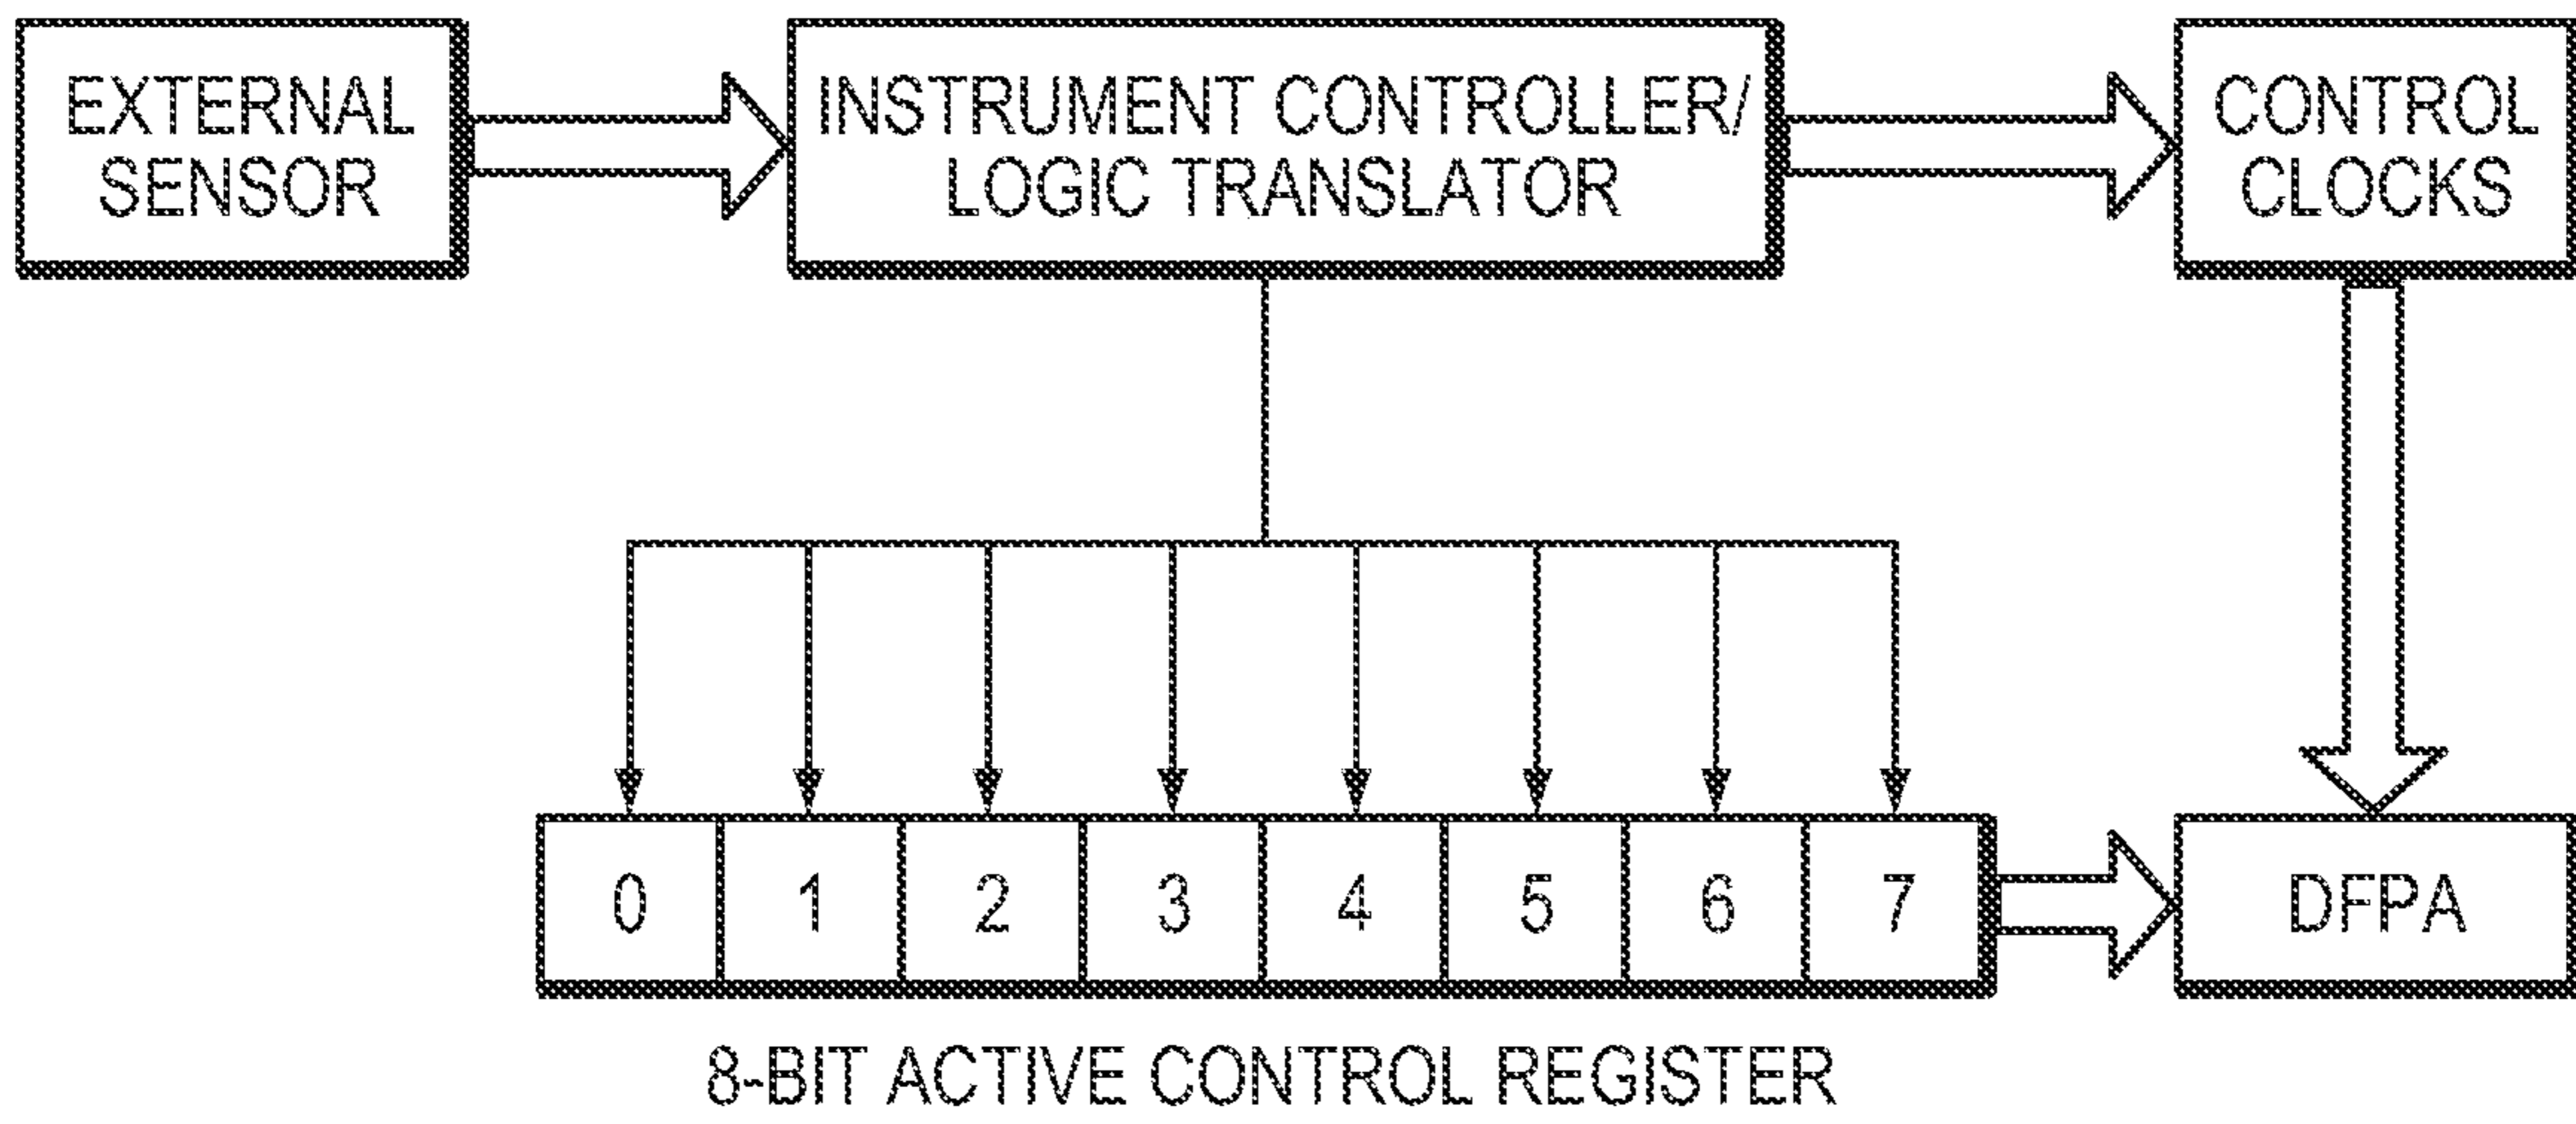 EXTERNAL
SENSOR
INSTRUMENT CONTROLLER/
LOGIC TRANSLATOR
CONTROL
CLOCKS
0 1 2 3 4 5 6 7
DFPA
8-BIT ACTIVE CONTROL REGISTER